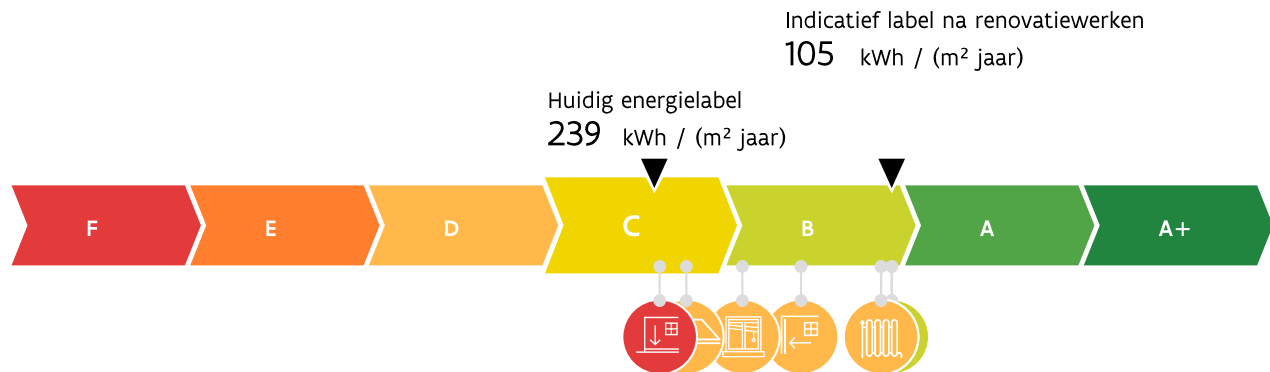 Indicatief label na renovatiewerken
105 kWh / (m² jaar)
Huidig energielabel
239 kWh / (m² jaar)
F E D C B A A+